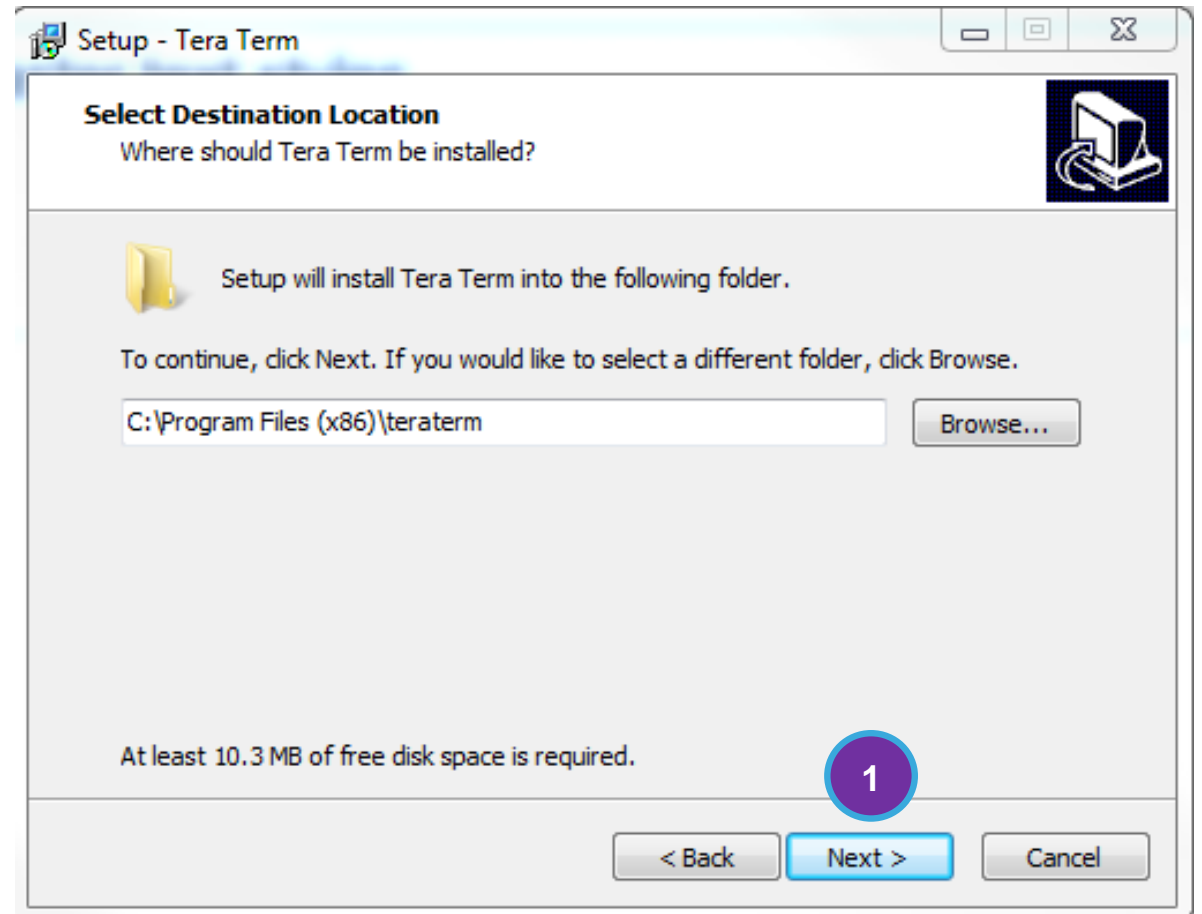 Setup - Tera Term
Select Destination Location
Where should Tera Term be installed?
Setup will install Tera Term into the following folder.
To continue, click Next. If you would like to select a different folder, click Browse.
C:\Program Files (x86)\teraterm
Browse...
At least 10.3 MB of free disk space is required.
1
< Back
Next >
Cancel